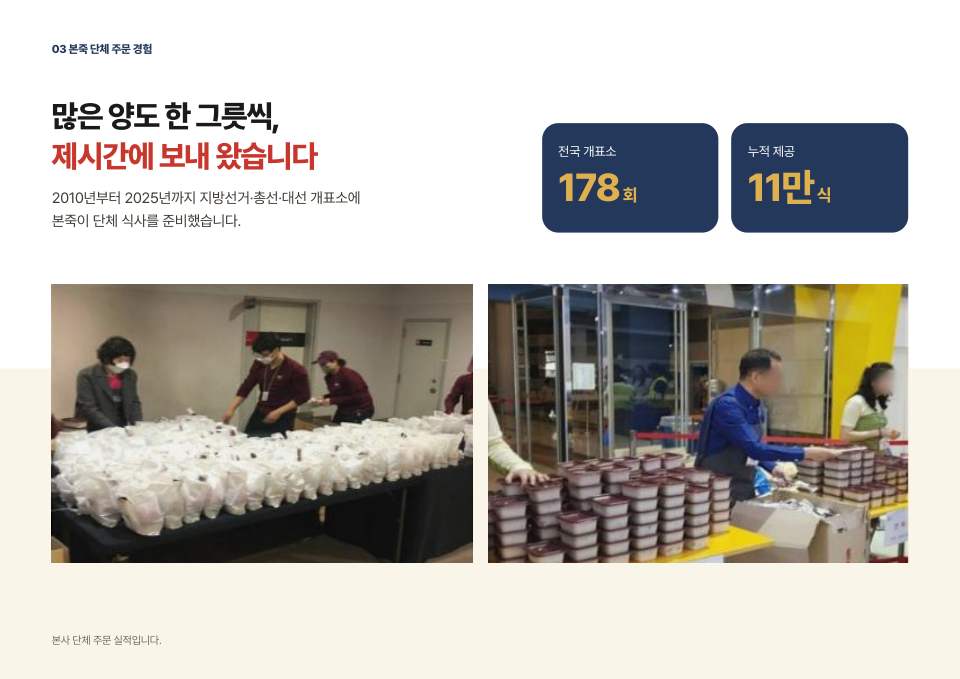 03 본죽 단체 주문 경험
많은 양도 한 그릇씩,
제시간에 보내 왔습니다
2010년부터 2025년까지 지방선거·총선·대선 개표소에
본죽이 단체 식사를 준비했습니다.
전국 개표소
178회
누적 제공
11만식
본사 단체 주문 실적입니다.